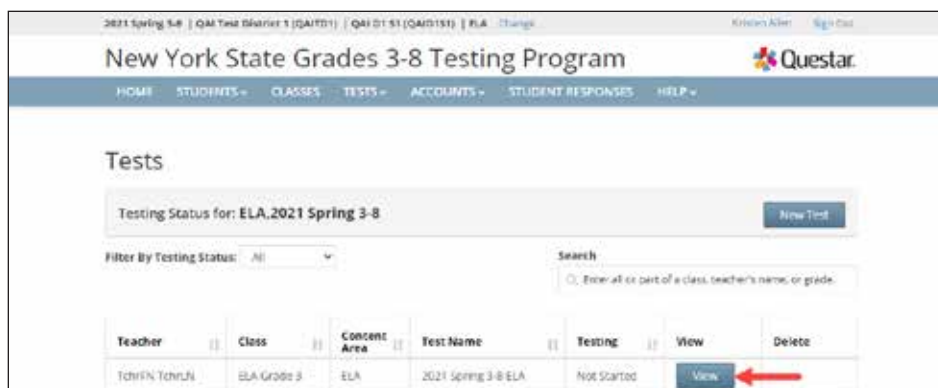 2021 Spring 3-8 | QAI Test District 1 (QAITD1) | QAI D1 S1 (QAID1S1) | ELA Change Kristen Allen Sign Out
New York State Grades 3-8 Testing Program Questar.
HOME STUDENTS CLASSES TESTS ACCOUNTS STUDENT RESPONSES HELP
Tests
Testing Status for: ELA,2021 Spring 3-8 New Test
Filter By Testing Status: All Search
Enter all or part of a class, teacher's name, or grade.
Teacher Class Content Area Test Name Testing View Delete
TchrFN TchrLN ELA Grade 3 ELA 2021 Spring 3-8 ELA Not Started View